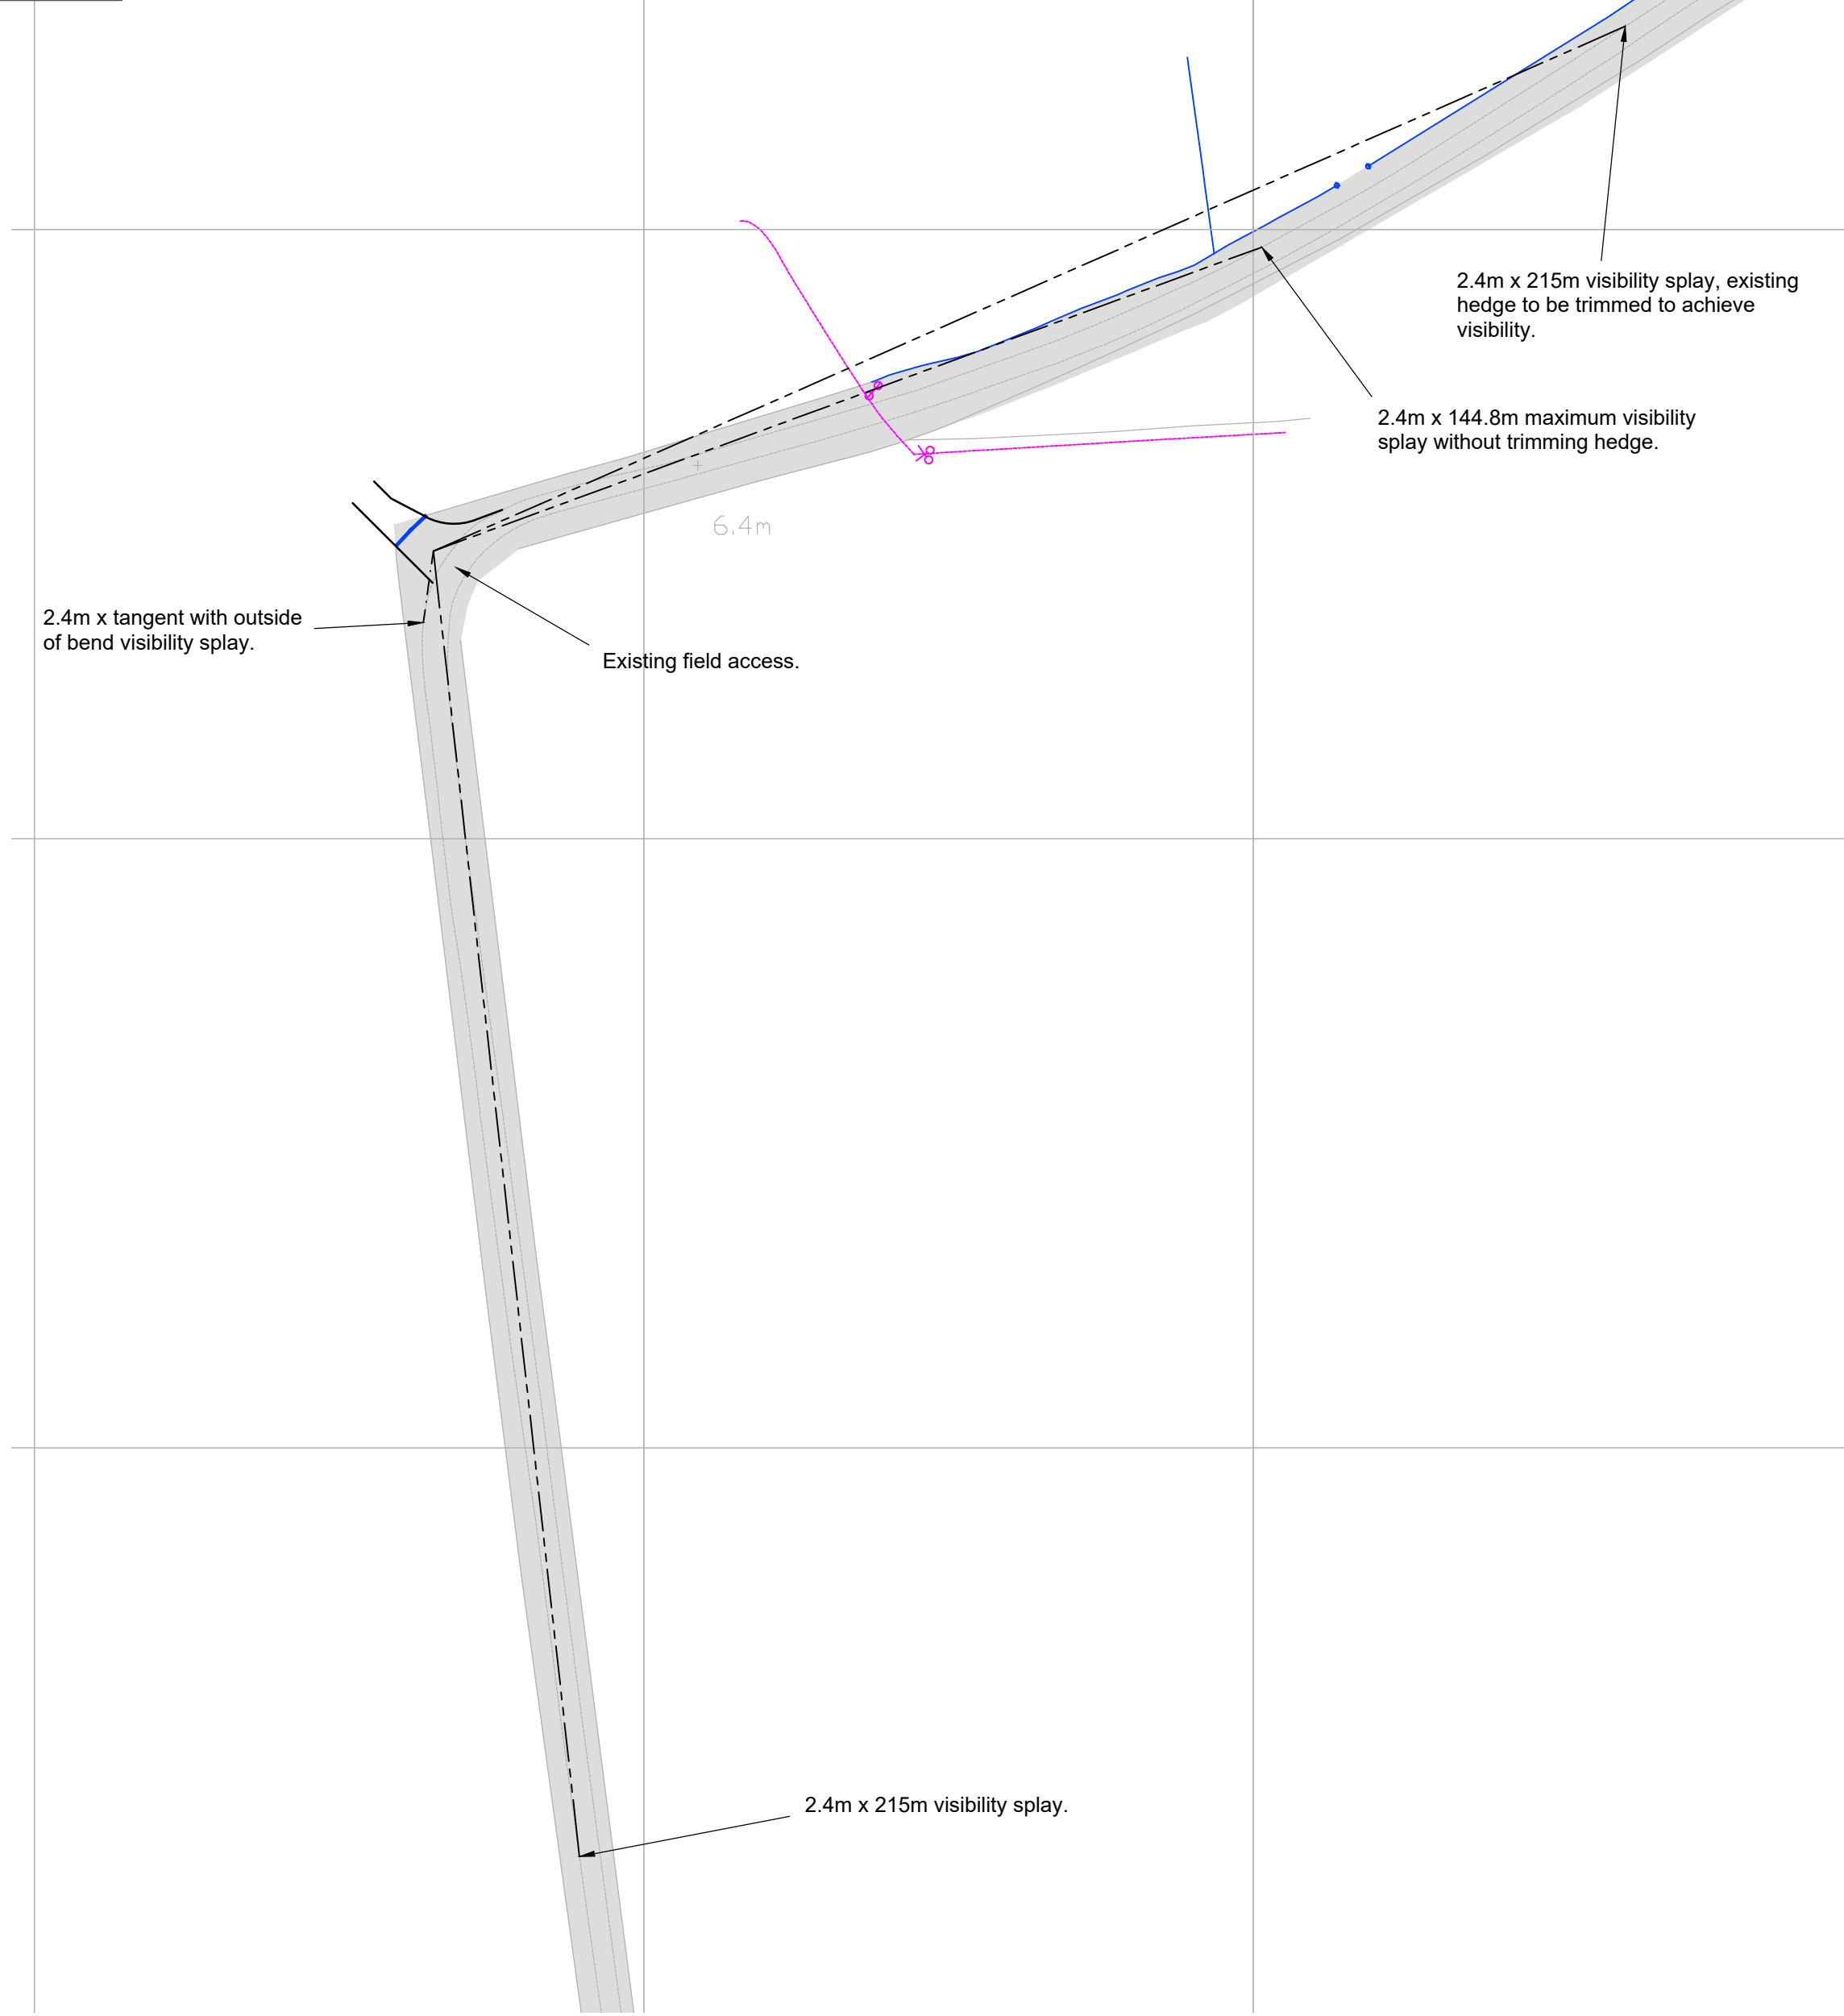 2.4m x 215m visibility splay, existing
hedge to be trimmed to achieve
visibility.
2.4m x 144.8m maximum visibility
splay without trimming hedge.
6.4m
2.4m x tangent with outside
of bend visibility splay.
Existing field access.
2.4m x 215m visibility splay.